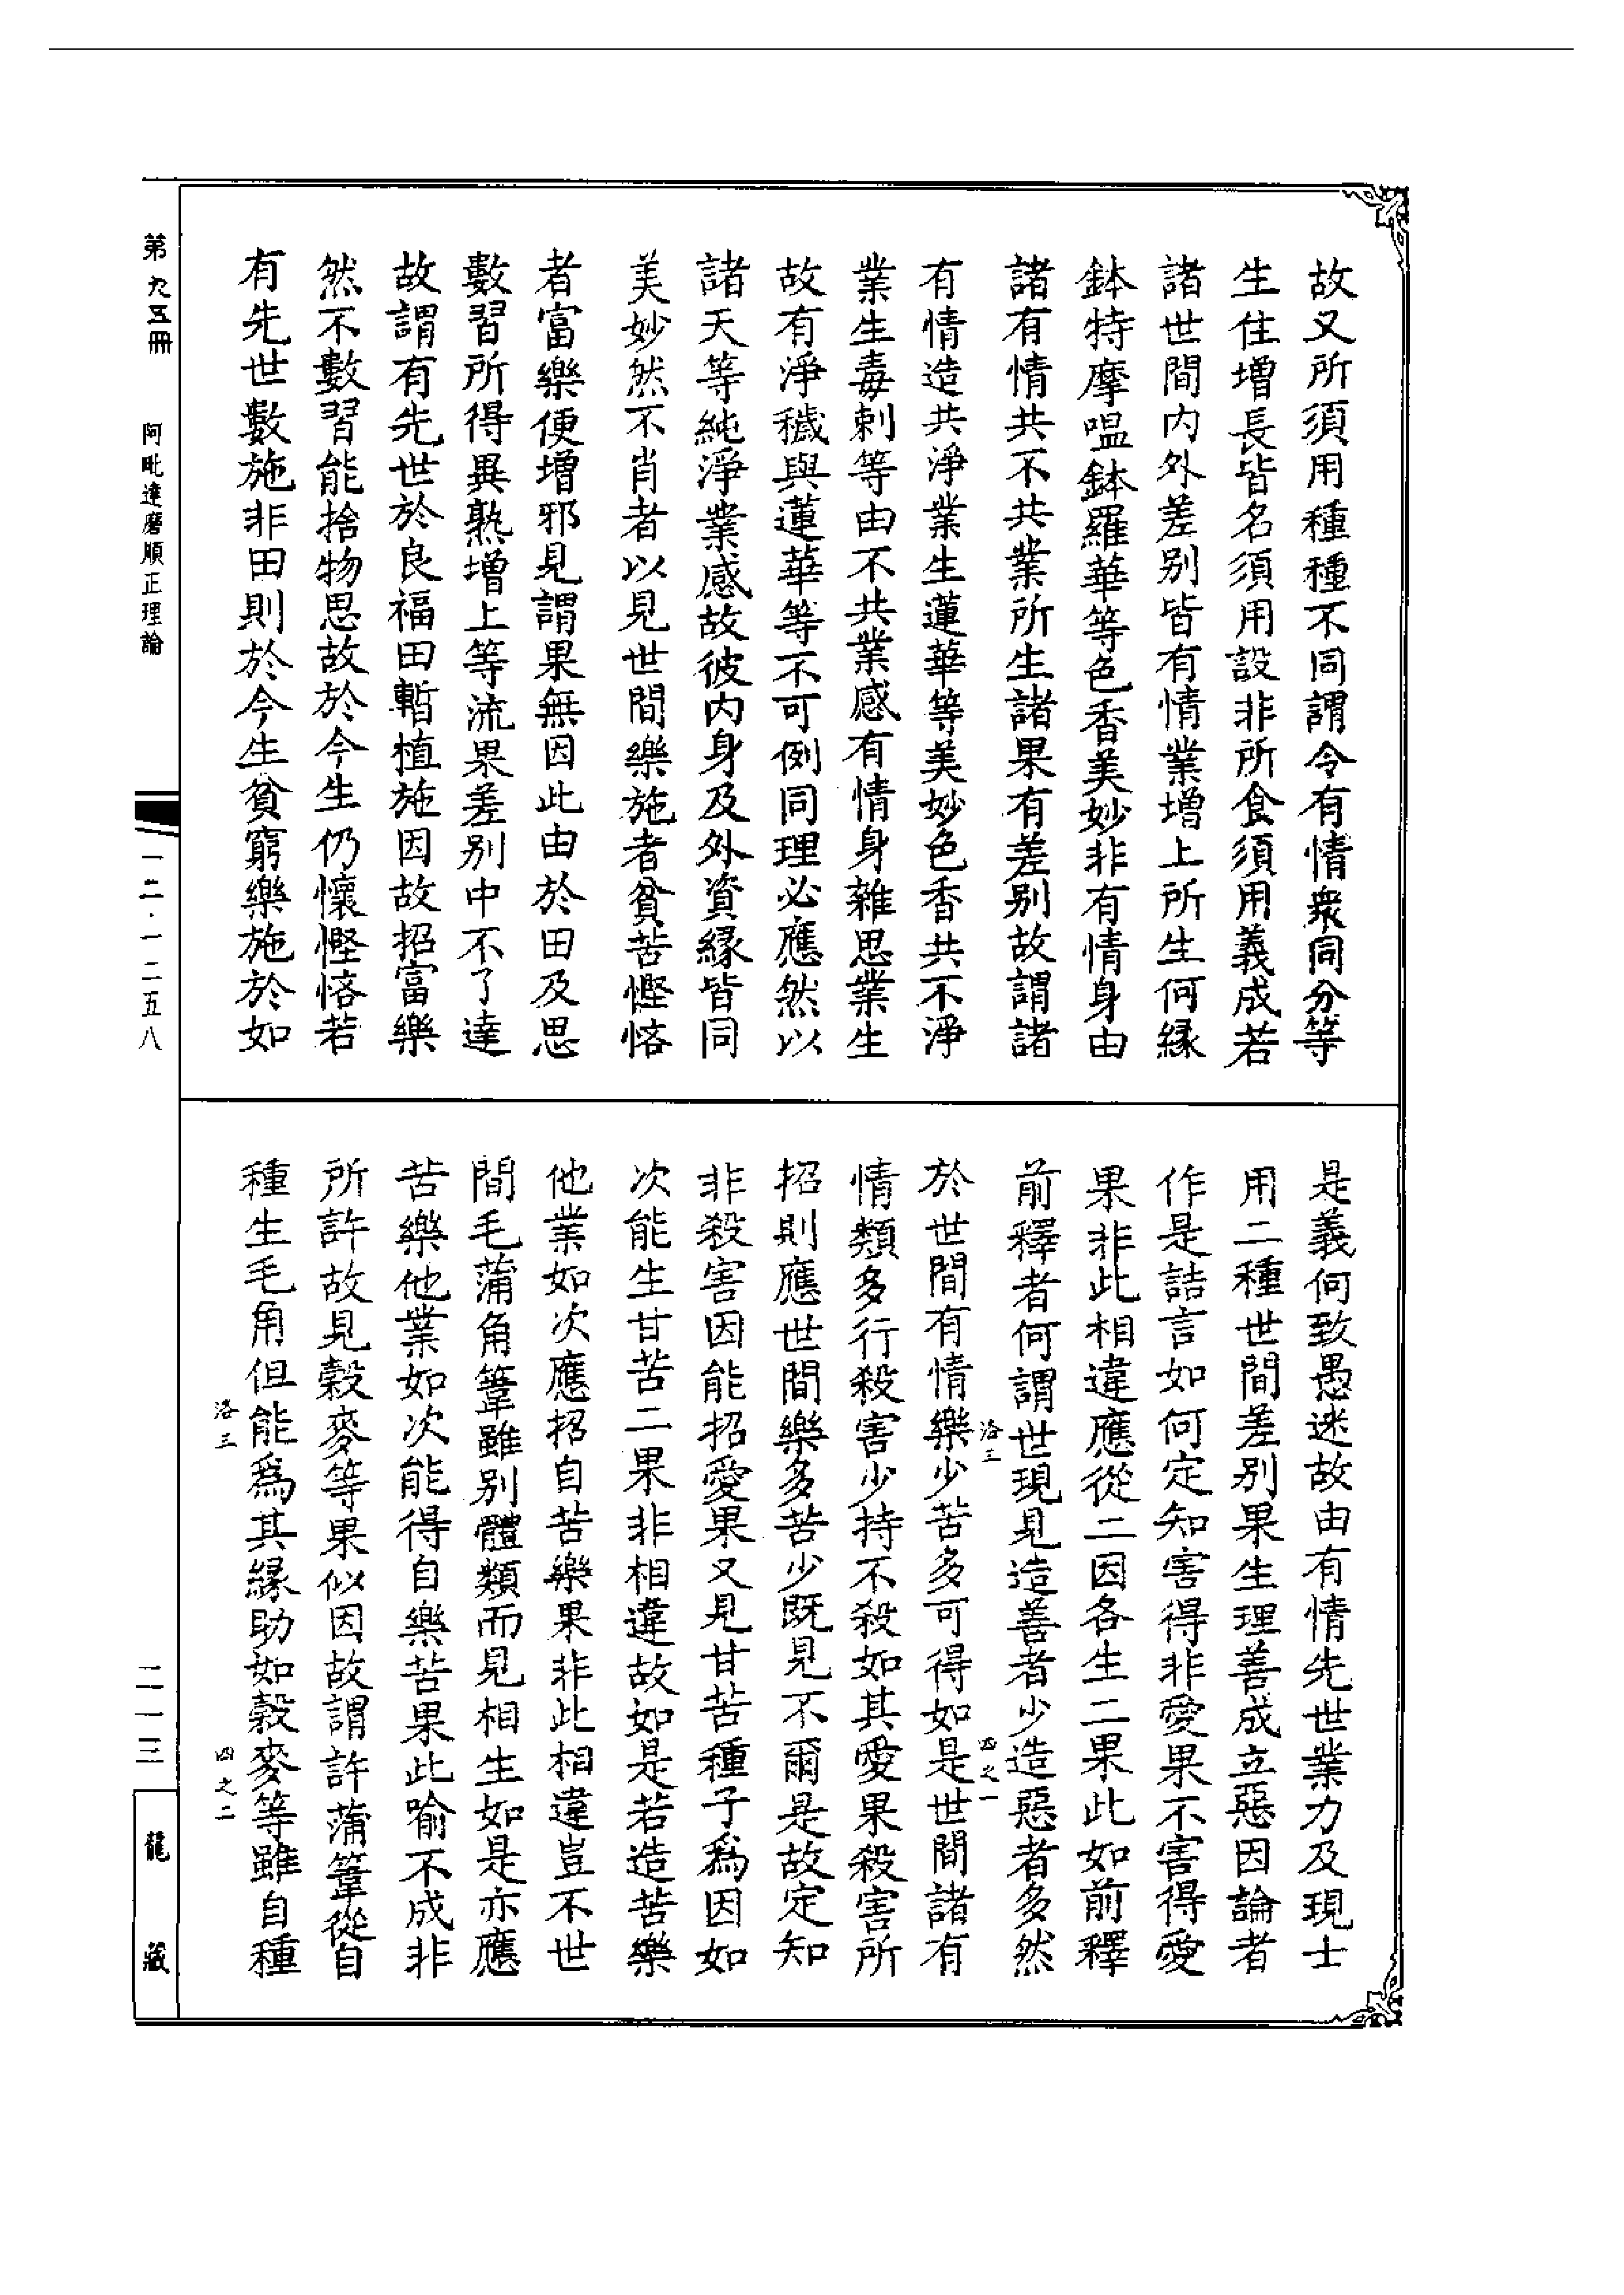 故又所須用種種不同謂令有情衆同分等
生住增長皆名須用設非所食須用義成若
諸世間内外差別皆有情業增上所生何縁
鉢特摩嗢鉢羅華等色香美妙非有情身由
諸有情共不共業所生諸果有差別故謂諸
有情造共淨業生蓮華等美妙色香共不淨
業生毒刺等由不共業感有情身雜思業生
故有淨穢與蓮華等不可例同理必應然以
諸天等純淨業感故彼内身及外資縁皆同
美妙然不肖者以見世間樂施者貧苦慳悋
者富樂便增邪見謂果無因此由於田及思
數習所得異熟增上等流果差別中不了達
故謂有先世於良福田暫植施因故招富樂
然不數習能捨物思故於今生仍懷慳悋若
有先世數施非田則於今生貧窮樂施於如
是義何致愚迷故由有情先世業力及現士
用二種世間差別果生理善成立惡因論者
作是詰言如何定知害得非愛果不害得愛
果非此相違應從二因各生二果此如前釋
前釋者何謂世現見造善者少造惡者多然
洛三
四之一
於世間有情樂少苦多可得如是世間諸有
情類多行殺害少持不殺如其愛果殺害所
招則應世間樂多苦少既見不爾是故定知
非殺害因能招愛果又見甘苦種子爲因如
次能生甘苦二果非相違故如是若造苦樂
他業如次應招自苦樂果非此相違豈不世
間毛蒲角葦雖別體類而見相生如是亦應
苦樂他業如次能得自樂苦果此喻不成非
所許故見穀麥等果似因故謂許蒲葦從自
種生毛角但能爲其緣助如穀麥等雖自種
洛三
四之二
第九五冊
阿毗達磨順正理論
一二·一二五八
二一三
龍藏